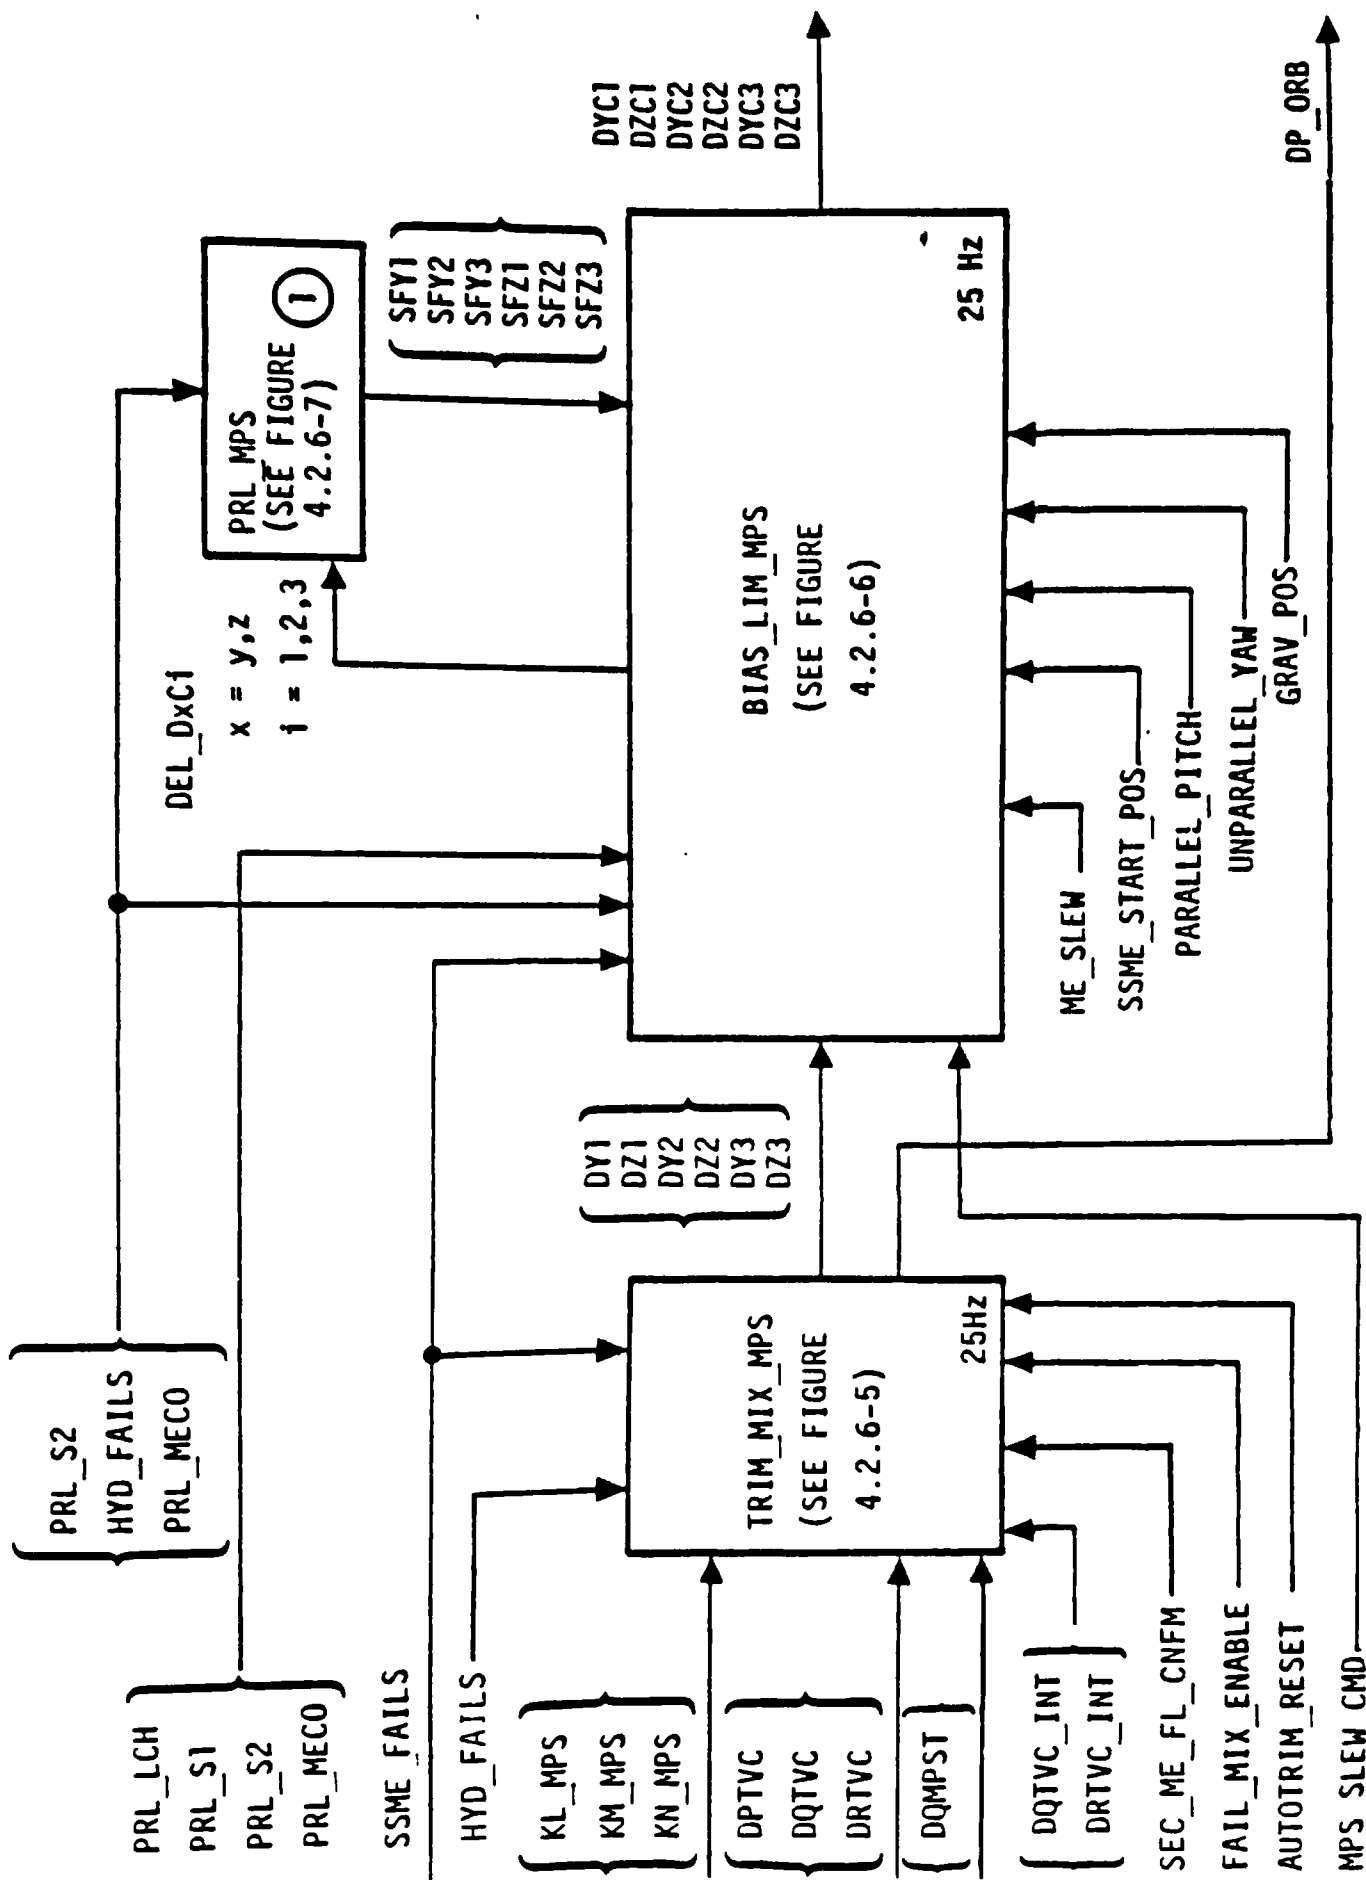 PRL_S2
HYD_FAILS
PRL_MECO
PRL_LCH
PRL_S1
PRL_S2
PRL_MECO
DEL_DxCi
x = y,z
i = 1,2,3
PRL_MPS
(SEE FIGURE
4.2.6-7)
1
SSME_FAILS
HYD_FAILS
SFY1
SFY2
SFY3
SFZ1
SFZ2
SFZ3
KL_MPS
KM_MPS
KN_MPS
DPTVC
DQTVC
DRTVC
DQMPST
TRIM_MIX_MPS
(SEE FIGURE
4.2.6-5)
25Hz
DY1
DZ1
DY2
DZ2
DY3
DZ3
BIAS_LIM_MPS
(SEE FIGURE
4.2.6-6)
25 Hz
DYC1
DZC1
DYC2
DZC2
DYC3
DZC3
DQTVC_INT
DRTVC_INT
SEC_ME_FL_CNFM
FAIL_MIX_ENABLE
AUTOTRIM_RESET
MPS SLEW CMD
ME_SLEW
SSME_START_POS
PARALLEL_PITCH
UNPARALLEL_YAW
GRAV_POS
DP_ORB